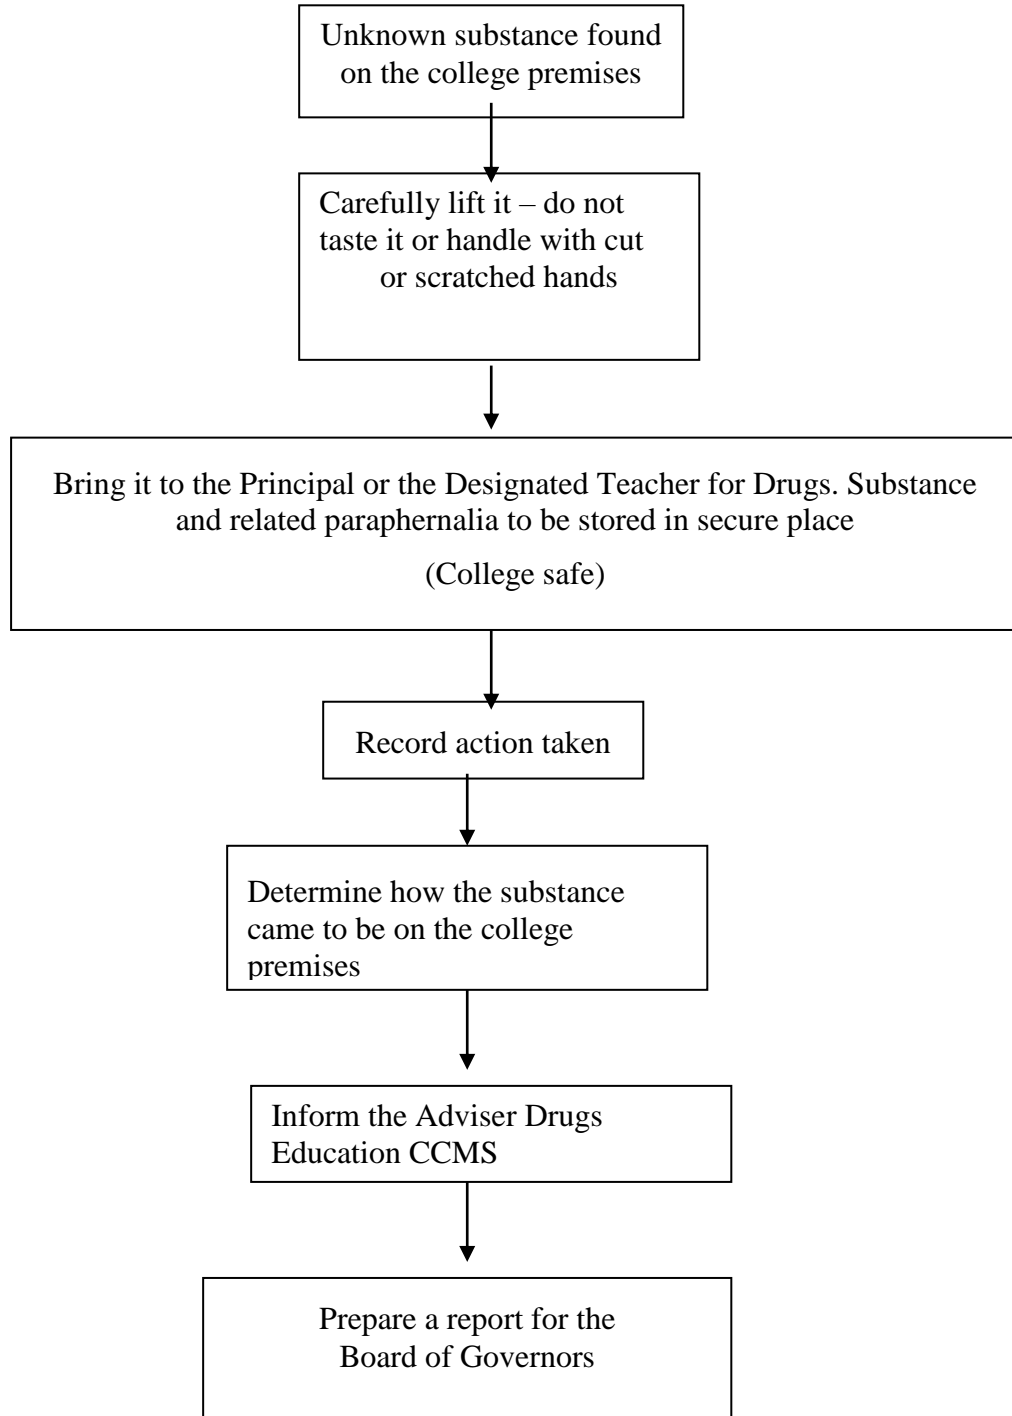 Unknown substance found
on the college premises
Carefully lift it – do not
taste it or handle with cut
or scratched hands
Bring it to the Principal or the Designated Teacher for Drugs. Substance
and related paraphernalia to be stored in secure place
(College safe)
Record action taken
Determine how the substance
came to be on the college
premises
Inform the Adviser Drugs
Education CCMS
Prepare a report for the
Board of Governors